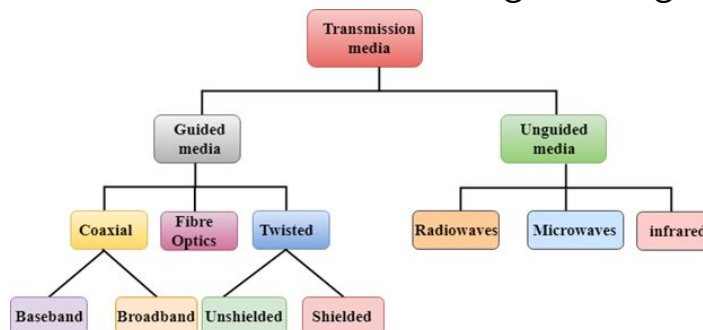 Transmission
media
Guided
media
Unguided
media
Coaxial
Fibre
Optics
Twisted
Radiowaves
Microwaves
infrared
Baseband
Broadband
Unshielded
Shielded